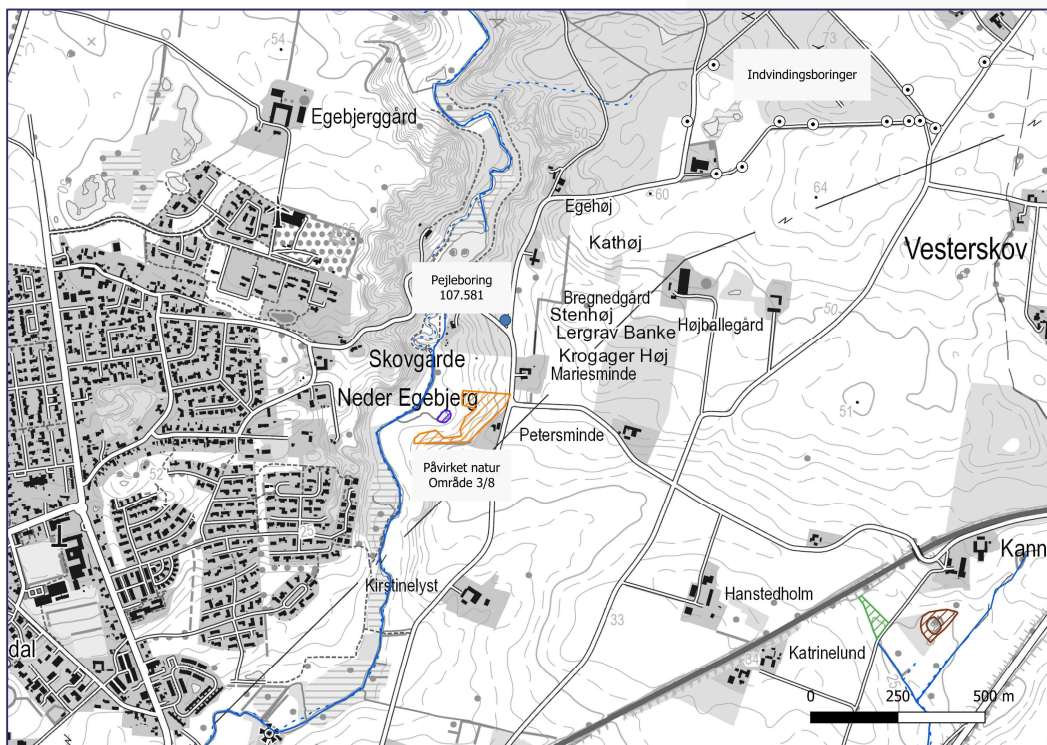 54
73
Indvindingsboringer
Egebjerggård
50
64
60
Egehøj
Kathøj
Vesterskov
Pejleboring
107.581
Bregnedgård
Stenhøj
Højballegård
Lergrav Banke
50
Skovgårde
Krogager Høj
Mariesminde
Neder Egebjerg
51
Petersminde
Påvirket natur
Område 3/8
52
25
Kann
Kirstinelyst
Hanstedholm
33
dal
Katrinelund
34
0 250 500 m